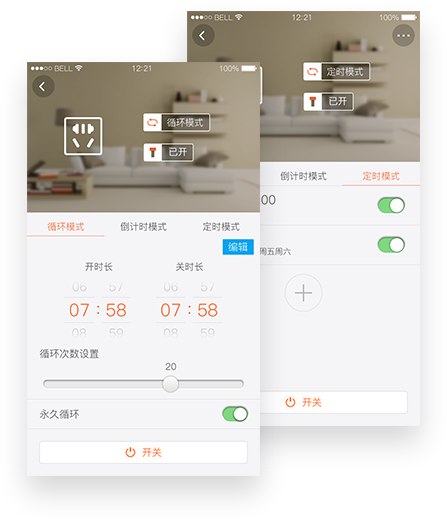 BELL 12:21 100%
定时模式
已开
倒计时模式 定时模式
00
周五周六
开关
BELL 12:21 100%
循环模式
已开
循环模式 倒计时模式 定时模式
编辑
开时长 关时长
06 57 06 57
07 : 58 07 : 58
08 59 08 59
循环次数设置
20
永久循环
开关